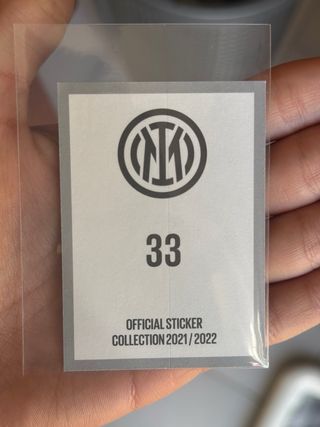 33
OFFICIAL STICKER
COLLECTION 2021/2022